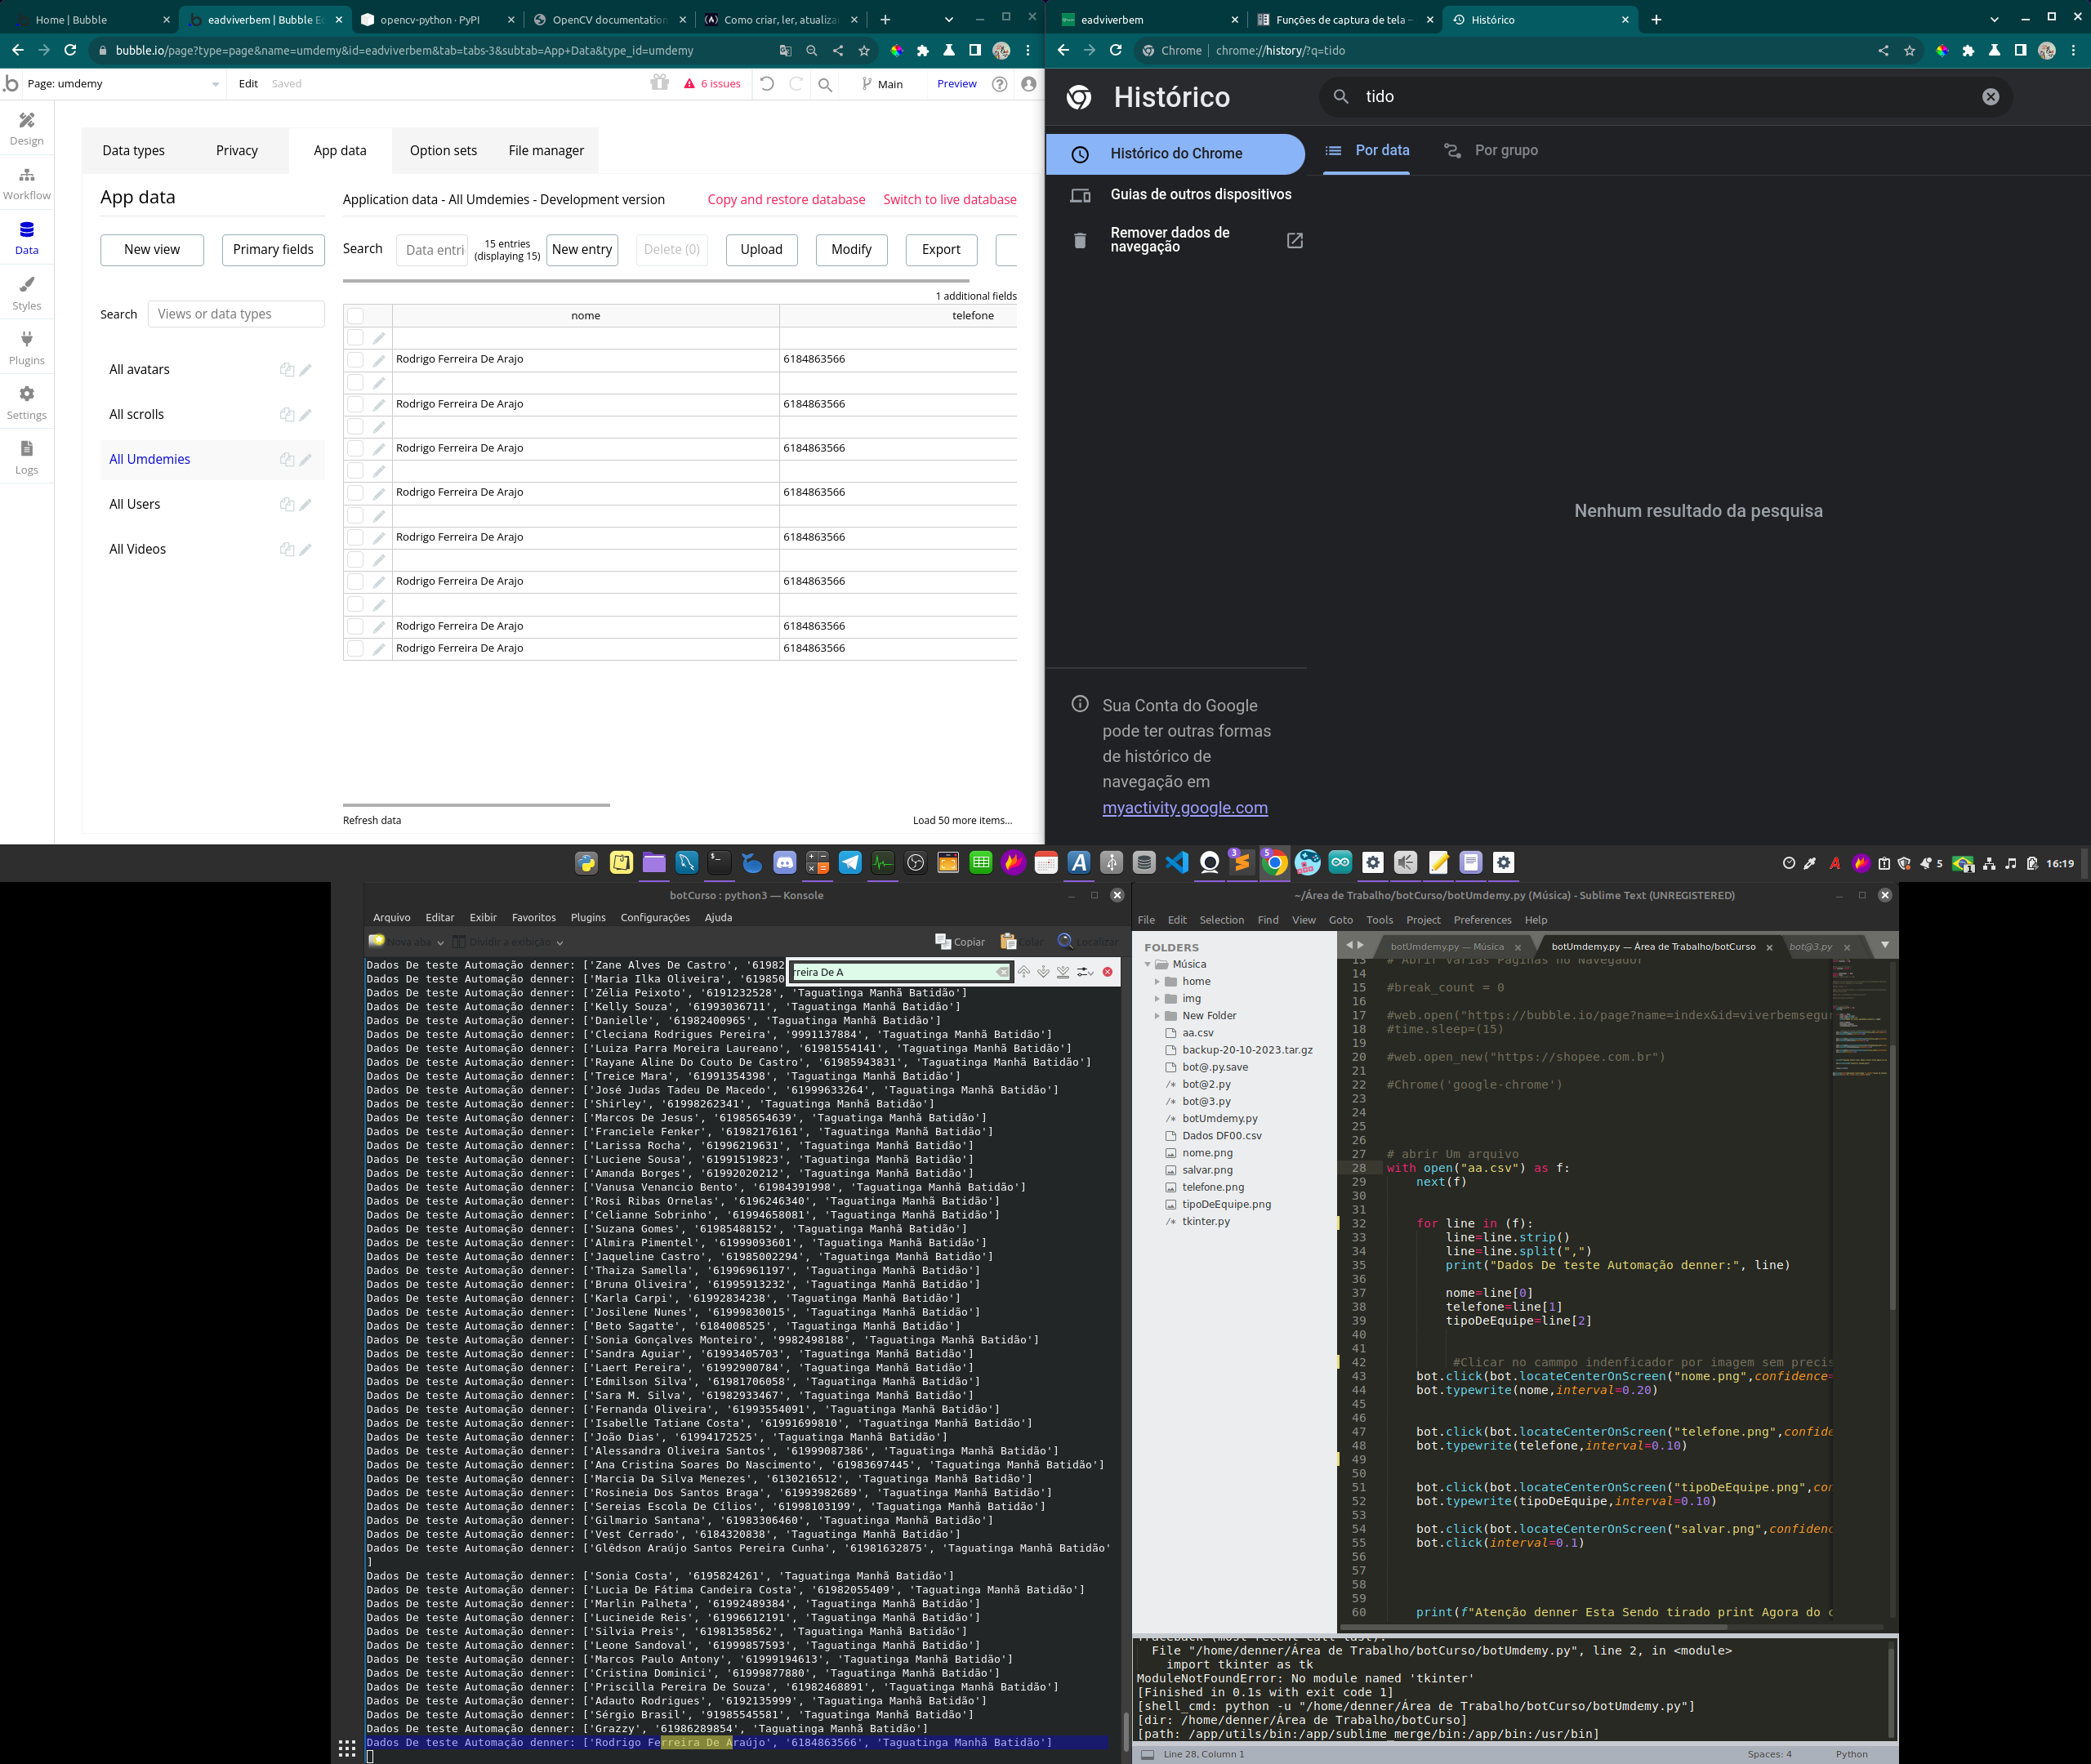 Home | Bubble
eadviverbem | Bubble Ed
opencv-python · PyPI
OpenCV documentation
Como criar, ler, atualiza
bubble.io/page?type=page&name=umdemy&id=eadviverbem&tab=tabs-3&subtab=App+Data&type_id=umdemy
Page: umdemy
Edit
Saved
6 issues
Main
Preview
Design
Workflow
Data
Styles
Plugins
Settings
Logs
Data types
Privacy
App data
Option sets
File manager
App data
Application data - All Umdemies - Development version
Copy and restore database
Switch to live database
New view
Primary fields
Search
Data entri
15 entries
(displaying 15)
New entry
Delete (0)
Upload
Modify
Export
1 additional fields
Search
Views or data types
All avatars
All scrolls
All Umdemies
All Users
All Videos
nome
telefone
Rodrigo Ferreira De Arajo 6184863566
Rodrigo Ferreira De Arajo 6184863566
Rodrigo Ferreira De Arajo 6184863566
Rodrigo Ferreira De Arajo 6184863566
Rodrigo Ferreira De Arajo 6184863566
Rodrigo Ferreira De Arajo 6184863566
Rodrigo Ferreira De Arajo 6184863566
Rodrigo Ferreira De Arajo 6184863566
Refresh data
Load 50 more items...
eadviverbem
Funções de captura de tela –
Histórico
Chrome | chrome://history/?q=tido
Histórico
tido
Histórico do Chrome
Guias de outros dispositivos
Remover dados de
navegação
Por data
Por grupo
Nenhum resultado da pesquisa
Sua Conta do Google
pode ter outras formas
de histórico de
navegação em
myactivity.google.com
3
5
5
16:19
botCurso : python3 — Konsole
Arquivo Editar Exibir Favoritos Plugins Configurações Ajuda
Nova aba
Dividir a exibição
Copiar
Colar
Localizar
rreira De A
Dados De teste Automação denner: ['Zane Alves De Castro', '61982
Dados De teste Automação denner: ['Maria Ilka Oliveira', '619850
Dados De teste Automação denner: ['Zélia Peixoto', '6191232528', 'Taguatinga Manhã Batidão']
Dados De teste Automação denner: ['Kelly Souza', '61993036711', 'Taguatinga Manhã Batidão']
Dados De teste Automação denner: ['Danielle', '61982400965', 'Taguatinga Manhã Batidão']
Dados De teste Automação denner: ['Cleciana Rodrigues Pereira', '9991137884', 'Taguatinga Manhã Batidão']
Dados De teste Automação denner: ['Luiza Parra Moreira Laureano', '61981554141', 'Taguatinga Manhã Batidão']
Dados De teste Automação denner: ['Rayane Aline Do Couto De Castro', '61985943831', 'Taguatinga Manhã Batidão']
Dados De teste Automação denner: ['Treice Mara', '61991354398', 'Taguatinga Manhã Batidão']
Dados De teste Automação denner: ['José Judas Tadeu De Macedo', '61999633264', 'Taguatinga Manhã Batidão']
Dados De teste Automação denner: ['Shirley', '61998262341', 'Taguatinga Manhã Batidão']
Dados De teste Automação denner: ['Marcos De Jesus', '61985654639', 'Taguatinga Manhã Batidão']
Dados De teste Automação denner: ['Franciele Fenker', '61982176161', 'Taguatinga Manhã Batidão']
Dados De teste Automação denner: ['Larissa Rocha', '61996219631', 'Taguatinga Manhã Batidão']
Dados De teste Automação denner: ['Luciene Sousa', '61991519823', 'Taguatinga Manhã Batidão']
Dados De teste Automação denner: ['Amanda Borges', '61992020212', 'Taguatinga Manhã Batidão']
Dados De teste Automação denner: ['Vanusa Venancio Bento', '61984391998', 'Taguatinga Manhã Batidão']
Dados De teste Automação denner: ['Rosi Ribas Ornelas', '6196246340', 'Taguatinga Manhã Batidão']
Dados De teste Automação denner: ['Celianne Sobrinho', '61994658081', 'Taguatinga Manhã Batidão']
Dados De teste Automação denner: ['Suzana Gomes', '61985488152', 'Taguatinga Manhã Batidão']
Dados De teste Automação denner: ['Almira Pimentel', '61999093601', 'Taguatinga Manhã Batidão']
Dados De teste Automação denner: ['Jaqueline Castro', '61985002294', 'Taguatinga Manhã Batidão']
Dados De teste Automação denner: ['Thaiza Samella', '61996961197', 'Taguatinga Manhã Batidão']
Dados De teste Automação denner: ['Bruna Oliveira', '61995913232', 'Taguatinga Manhã Batidão']
Dados De teste Automação denner: ['Karla Carpi', '61992834238', 'Taguatinga Manhã Batidão']
Dados De teste Automação denner: ['Josilene Nunes', '61999830015', 'Taguatinga Manhã Batidão']
Dados De teste Automação denner: ['Beto Sagatte', '6184008525', 'Taguatinga Manhã Batidão']
Dados De teste Automação denner: ['Sonia Gonçalves Monteiro', '9982498188', 'Taguatinga Manhã Batidão']
Dados De teste Automação denner: ['Sandra Aguiar', '61993405703', 'Taguatinga Manhã Batidão']
Dados De teste Automação denner: ['Laert Pereira', '61992900784', 'Taguatinga Manhã Batidão']
Dados De teste Automação denner: ['Edmilson Silva', '61981706058', 'Taguatinga Manhã Batidão']
Dados De teste Automação denner: ['Sara M. Silva', '61982933467', 'Taguatinga Manhã Batidão']
Dados De teste Automação denner: ['Fernanda Oliveira', '61993554091', 'Taguatinga Manhã Batidão']
Dados De teste Automação denner: ['Isabelle Tatiane Costa', '61991699810', 'Taguatinga Manhã Batidão']
Dados De teste Automação denner: ['João Dias', '61994172525', 'Taguatinga Manhã Batidão']
Dados De teste Automação denner: ['Alessandra Oliveira Santos', '61999087386', 'Taguatinga Manhã Batidão']
Dados De teste Automação denner: ['Ana Cristina Soares Do Nascimento', '61983697445', 'Taguatinga Manhã Batidão']
Dados De teste Automação denner: ['Marcia Da Silva Menezes', '6130216512', 'Taguatinga Manhã Batidão']
Dados De teste Automação denner: ['Rosineia Dos Santos Braga', '61993982689', 'Taguatinga Manhã Batidão']
Dados De teste Automação denner: ['Sereias Escola De Cílios', '61998103199', 'Taguatinga Manhã Batidão']
Dados De teste Automação denner: ['Gilmario Santana', '61983306460', 'Taguatinga Manhã Batidão']
Dados De teste Automação denner: ['Vest Cerrado', '6184320838', 'Taguatinga Manhã Batidão']
Dados De teste Automação denner: ['Glêdson Araújo Santos Pereira Cunha', '61981632875', 'Taguatinga Manhã Batidão'
]
Dados De teste Automação denner: ['Sonia Costa', '6195824261', 'Taguatinga Manhã Batidão']
Dados De teste Automação denner: ['Lucia De Fátima Candeira Costa', '61982055409', 'Taguatinga Manhã Batidão']
Dados De teste Automação denner: ['Marlin Palheta', '61992489384', 'Taguatinga Manhã Batidão']
Dados De teste Automação denner: ['Lucineide Reis', '61996612191', 'Taguatinga Manhã Batidão']
Dados De teste Automação denner: ['Silvia Preis', '61981358562', 'Taguatinga Manhã Batidão']
Dados De teste Automação denner: ['Leone Sandoval', '61999857593', 'Taguatinga Manhã Batidão']
Dados De teste Automação denner: ['Marcos Paulo Antony', '61999194613', 'Taguatinga Manhã Batidão']
Dados De teste Automação denner: ['Cristina Dominici', '61999877880', 'Taguatinga Manhã Batidão']
Dados De teste Automação denner: ['Priscilla Pereira De Souza', '61982468891', 'Taguatinga Manhã Batidão']
Dados De teste Automação denner: ['Adauto Rodrigues', '6192135999', 'Taguatinga Manhã Batidão']
Dados De teste Automação denner: ['Sérgio Brasil', '91985545581', 'Taguatinga Manhã Batidão']
Dados De teste Automação denner: ['Grazzy', '61986289854', 'Taguatinga Manhã Batidão']
Dados De teste Automação denner: ['Rodrigo Ferreira De Araújo', '6184863566', 'Taguatinga Manhã Batidão']
~/Área de Trabalho/botCurso/botUmdemy.py (Música) - Sublime Text (UNREGISTERED)
File Edit Selection Find View Goto Tools Project Preferences Help
FOLDERS
Música
home
img
New Folder
aa.csv
backup-20-10-2023.tar.gz
bot@.py.save
bot@2.py
bot@3.py
botUmdemy.py
Dados DF00.csv
nome.png
salvar.png
telefone.png
tipoDeEquipe.png
tkinter.py
botUmdemy.py — Música
botUmdemy.py — Área de Trabalho/botCurso
bot@3.py
13 # Abrir Varias Paginas no Navegador
14
15 #break_count = 0
16
17 #web.open("https://bubble.io/page?name=index&id=viverbemsegur
18 #time.sleep=(15)
19
20 #web.open_new("https://shopee.com.br")
21
22 #Chrome('google-chrome')
23
24
25
26
27 # abrir Um arquivo
28 with open("aa.csv") as f:
29 next(f)
30
31
32 for line in (f):
33 line=line.strip()
34 line=line.split(",")
35 print("Dados De teste Automação denner:", line)
36
37 nome=line[0]
38 telefone=line[1]
39 tipoDeEquipe=line[2]
40
41
42 #Clicar no cammpo indenficador por imagem sem precis
43 bot.click(bot.locateCenterOnScreen("nome.png",confidence=
44 bot.typewrite(nome,interval=0.20)
45
46
47 bot.click(bot.locateCenterOnScreen("telefone.png",confide
48 bot.typewrite(telefone,interval=0.10)
49
50
51 bot.click(bot.locateCenterOnScreen("tipoDeEquipe.png",con
52 bot.typewrite(tipoDeEquipe,interval=0.10)
53
54 bot.click(bot.locateCenterOnScreen("salvar.png",confidenc
55 bot.click(interval=0.1)
56
57
58
59
60 print(f"Atenção denner Esta Sendo tirado print Agora do c
Traceback (most recent call last):
File "/home/denner/Área de Trabalho/botCurso/botUmdemy.py", line 2, in <module>
import tkinter as tk
ModuleNotFoundError: No module named 'tkinter'
[Finished in 0.1s with exit code 1]
[shell_cmd: python -u "/home/denner/Área de Trabalho/botCurso/botUmdemy.py"]
[dir: /home/denner/Área de Trabalho/botCurso]
[path: /app/utils/bin:/app/sublime_merge/bin:/app/bin:/usr/bin]
Line 28, Column 1
Spaces: 4
Python